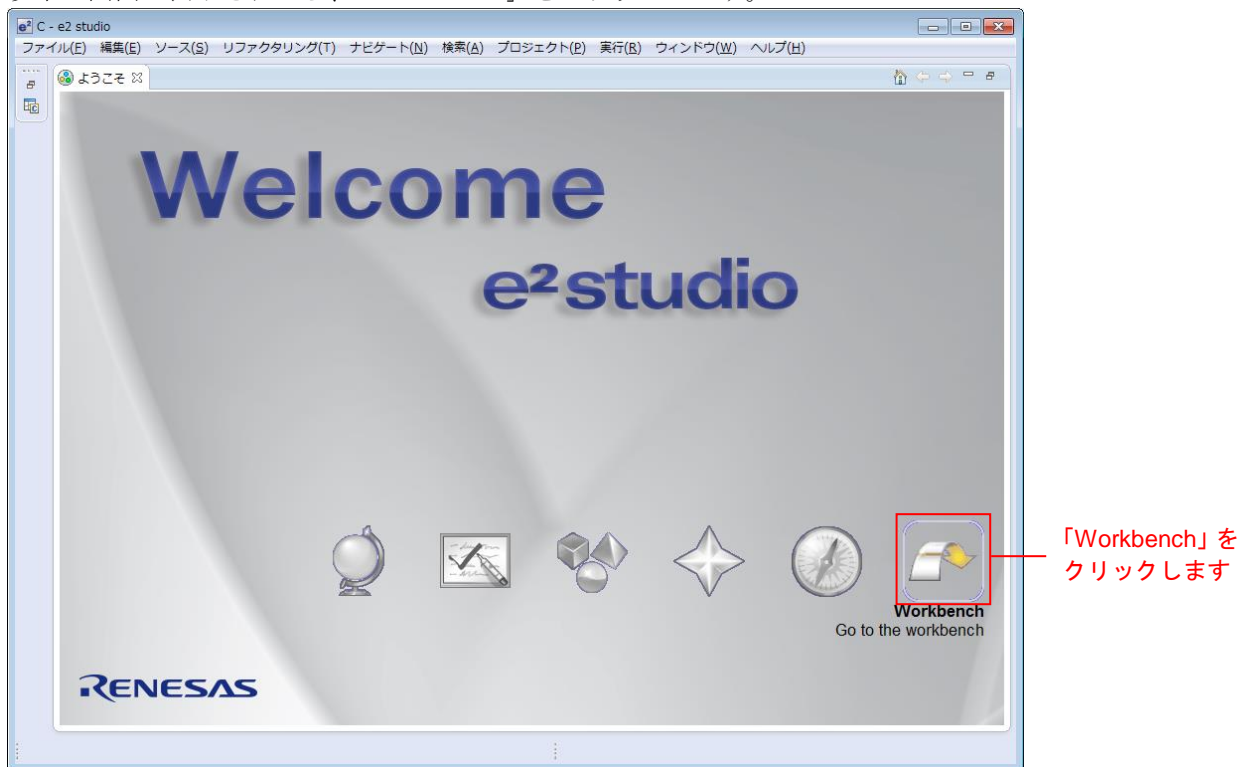 C - e2 studio
ファイル(F) 編集(E) ソース(S) リファクタリング(T) ナビゲート(N) 検索(A) プロジェクト(P) 実行(R) ウィンドウ(W) ヘルプ(H)
ようこそ
Welcome
e²studio
「Workbench」を
クリックします
Workbench
Go to the workbench
RENESAS